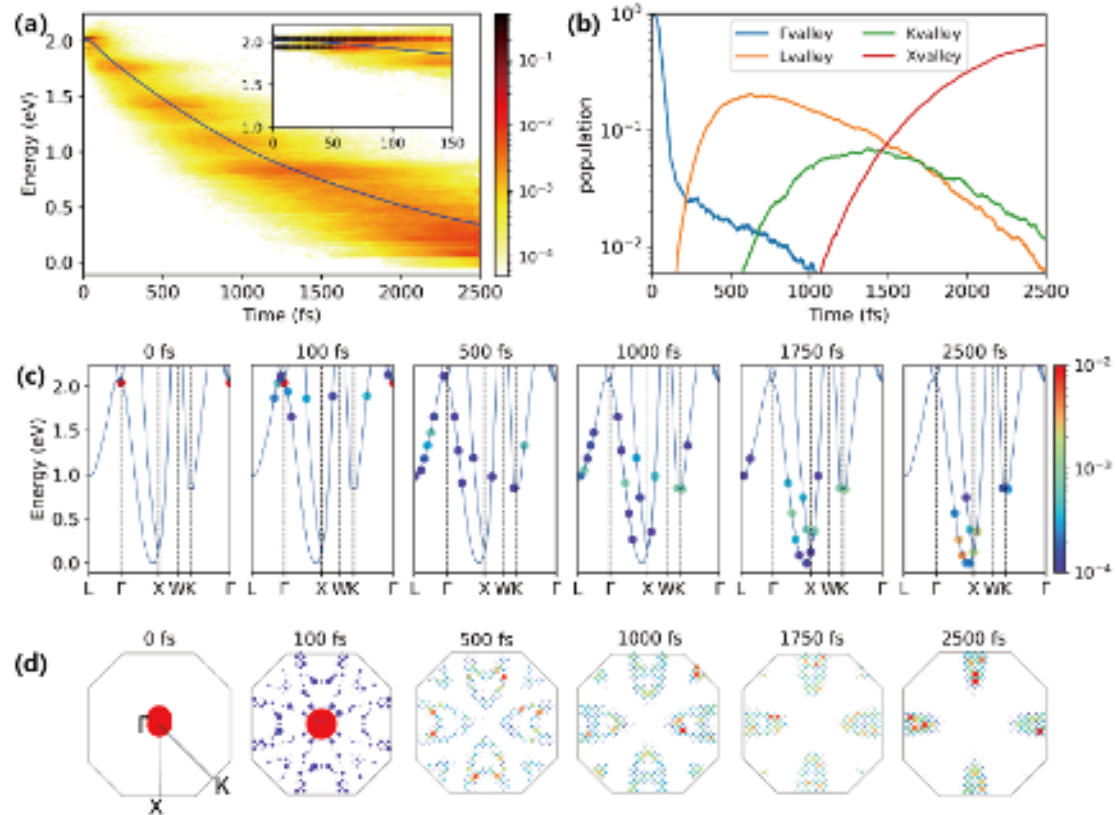 (a)
Energy (eV)
2.0
1.5
1.0
0.5
0.0
2.0
1.5
1.0
0 50 100 150
10⁻¹
10⁻²
10⁻³
10⁻⁴
0 500 1000 1500 2000 2500
Time (fs)
(b)
population
10⁰
10⁻¹
10⁻²
Γvalley Kvalley
Lvalley Xvalley
0 500 1000 1500 2000 2500
Time (fs)
(c)
0 fs 100 fs 500 fs 1000 fs 1750 fs 2500 fs
Energy (eV)
2.0
1.5
1.0
0.5
0.0
L Γ X WK Γ L Γ X WK Γ L Γ X WK Γ L Γ X WK Γ L Γ X WK Γ L Γ X WK Γ
10⁻²
10⁻³
10⁻⁴
(d)
0 fs 100 fs 500 fs 1000 fs 1750 fs 2500 fs
Γ
K
X